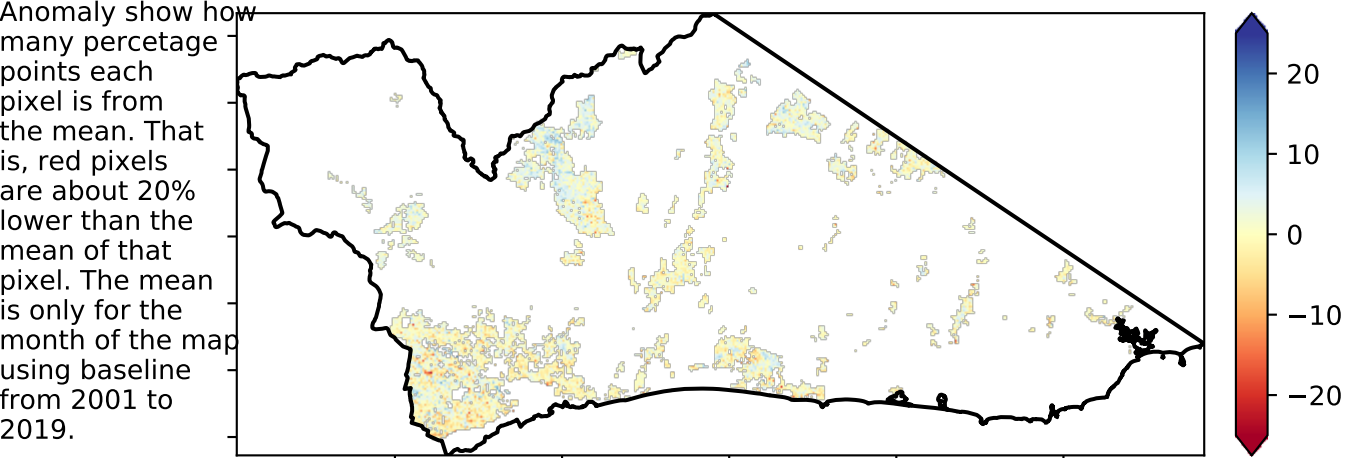 Anomaly show how
many percetage
points each
pixel is from
the mean. That
is, red pixels
are about 20%
lower than the
mean of that
pixel. The mean
is only for the
month of the map
using baseline
from 2001 to
2019.
20
10
0
−10
−20